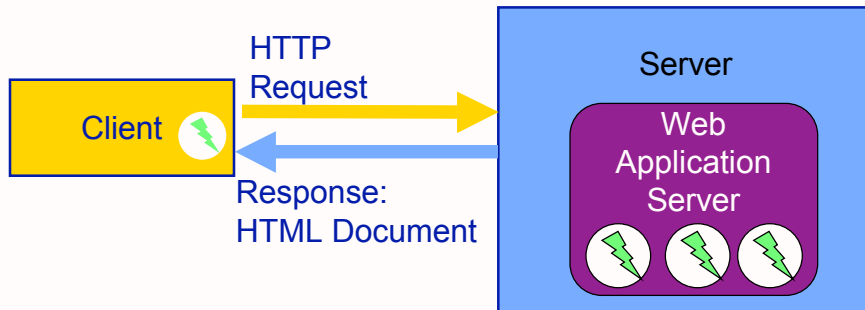 HTTP
Request
Server
Client
Web
Application
Server
Response:
HTML Document